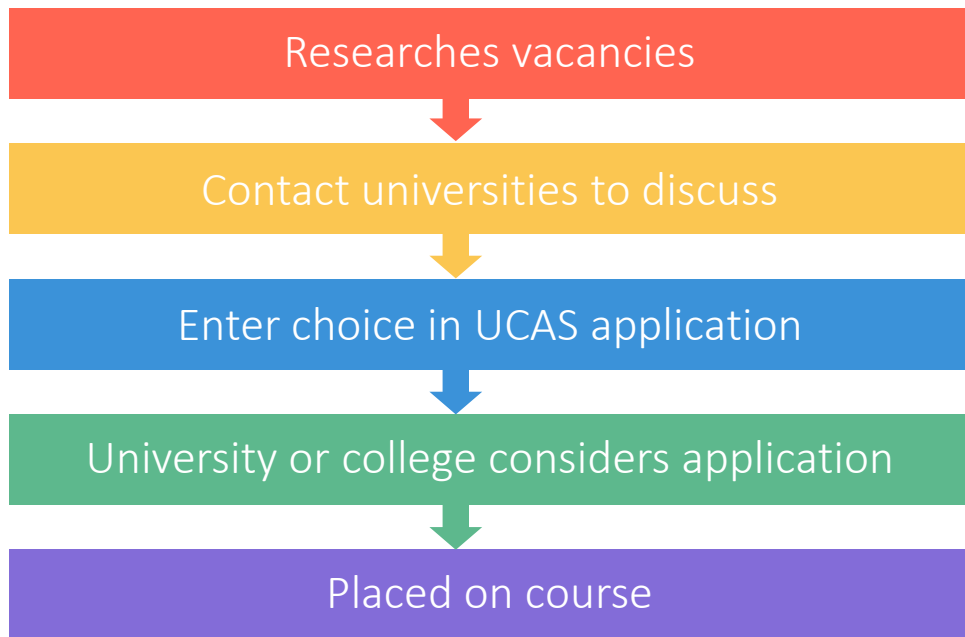 Researches vacancies
Contact universities to discuss
Enter choice in UCAS application
University or college considers application
Placed on course